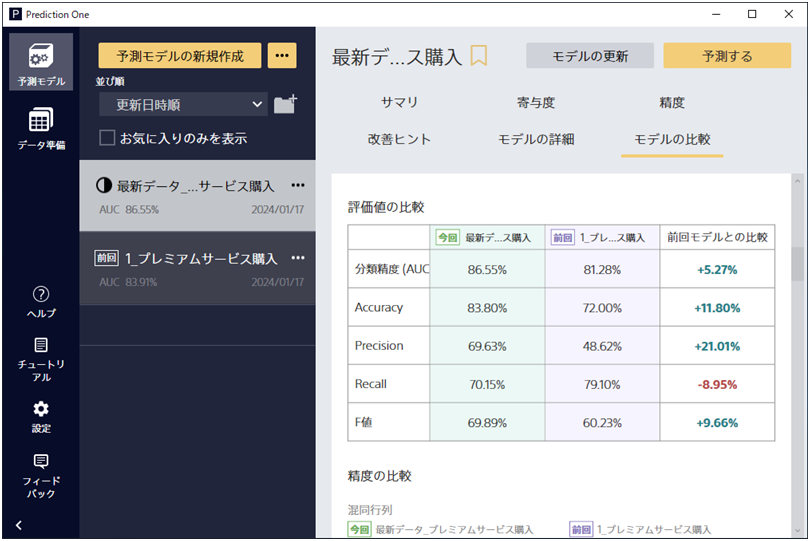 P Prediction One
予測モデル
データ準備
ヘルプ
チュートリ
アル
設定
フィード
バック
予測モデルの新規作成
並び順
更新日時順
お気に入りのみを表示
最新データ_...サービス購入
AUC 86.55% 2024/01/17
前回 1_プレミアムサービス購入
AUC 83.91% 2024/01/17
最新デ...ス購入
モデルの更新
予測する
サマリ 寄与度 精度
改善ヒント モデルの詳細 モデルの比較
評価値の比較
今回 最新デ...ス購入 前回 1_プレ...ス購入 前回モデルとの比較
分類精度 (AUC 86.55% 81.28% +5.27%
Accuracy 83.80% 72.00% +11.80%
Precision 69.63% 48.62% +21.01%
Recall 70.15% 79.10% -8.95%
F値 69.89% 60.23% +9.66%
精度の比較
混同行列
今回 最新データ_プレミアムサービス購入 前回 1_プレミアムサービス購入